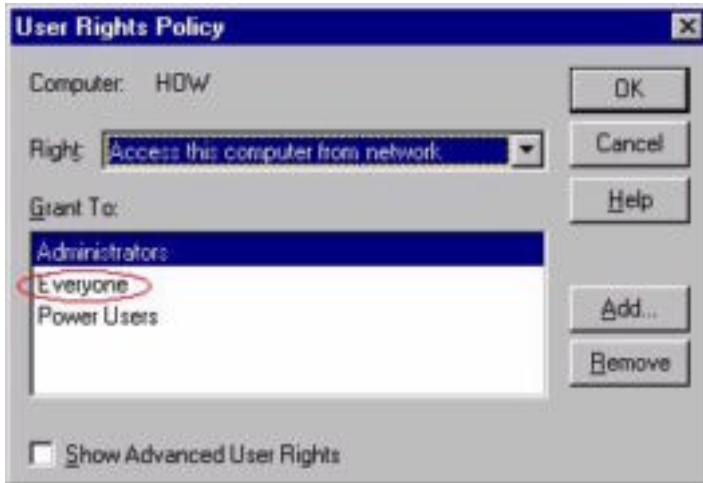 User Rights Policy
Computer: HOW
OK
Right: Access this computer from network
Cancel
Grant To:
Help
Administrators
Everyone
Power Users
Add...
Remove
Show Advanced User Rights